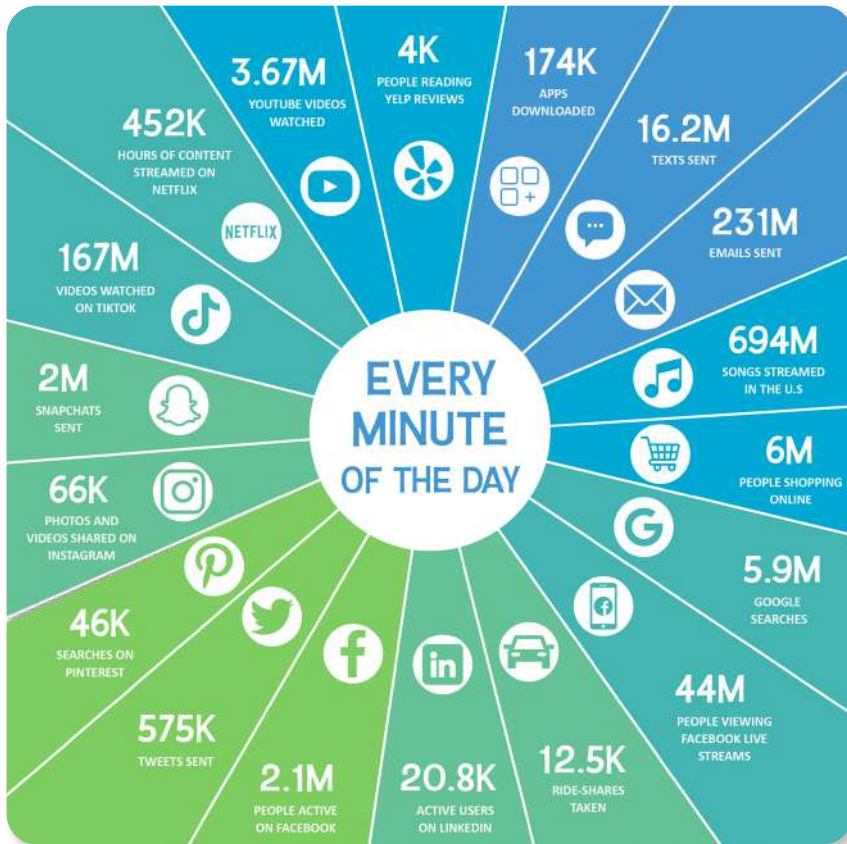 EVERY
MINUTE
OF THE DAY
4K
PEOPLE READING
YELP REVIEWS
174K
APPS
DOWNLOADED
16.2M
TEXTS SENT
231M
EMAILS SENT
694M
SONGS STREAMED
IN THE U.S
6M
PEOPLE SHOPPING
ONLINE
5.9M
GOOGLE
SEARCHES
44M
PEOPLE VIEWING
FACEBOOK LIVE
STREAMS
12.5K
RIDE-SHARES
TAKEN
20.8K
ACTIVE USERS
ON LINKEDIN
in
2.1M
PEOPLE ACTIVE
ON FACEBOOK
575K
TWEETS SENT
46K
SEARCHES ON
PINTEREST
66K
PHOTOS AND
VIDEOS SHARED ON
INSTAGRAM
2M
SNAPCHATS
SENT
167M
VIDEOS WATCHED
ON TIKTOK
452K
HOURS OF CONTENT
STREAMED ON
NETFLIX
NETFLIX
3.67M
YOUTUBE VIDEOS
WATCHED